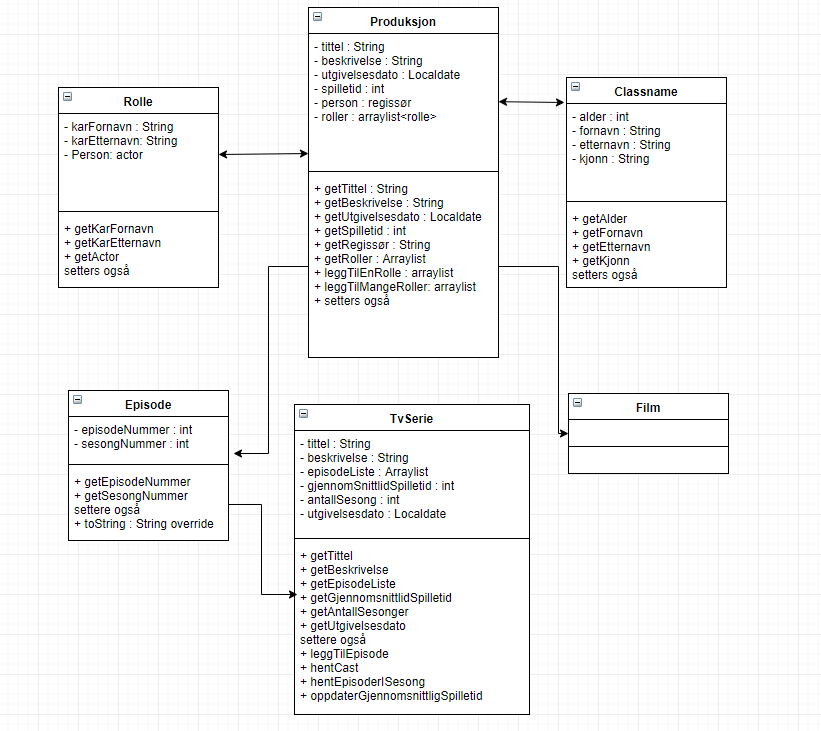 Produksjon
- tittel : String
- beskrivelse : String
- utgivelsesdato : Localdate
- spilletid : int
- person : regissør
- roller : arraylist<rolle>
+ getTittel : String
+ getBeskrivelse : String
+ getUtgivelsesdato : Localdate
+ getSpilletid : int
+ getRegissør : String
+ getRoller : Arraylist
+ leggTilEnRolle : arraylist
+ leggTilMangeRoller: arraylist
+ setters også
Rolle
- karFornavn : String
- karEtternavn: String
- Person: actor
+ getKarFornavn
+ getKarEtternavn
+ getActor
setters også
Classname
- alder : int
- fornavn : String
- etternavn : String
- kjonn : String
+ getAlder
+ getFornavn
+ getEtternavn
+ getKjonn
setters også
Episode
- episodeNummer : int
- sesongNummer : int
+ getEpisodeNummer
+ getSesongNummer
settere også
+ toString : String override
TvSerie
- tittel : String
- beskrivelse : String
- episodeListe : Arraylist
- gjennomSnittlidSpilletid : int
- antallSesong : int
- utgivelsesdato : Localdate
+ getTittel
+ getBeskrivelse
+ getEpisodeListe
+ getGjennomsnittlidSpilletid
+ getAntallSesonger
+ getUtgivelsesdato
settere også
+ leggTilEpisode
+ hentCast
+ hentEpisoderISesong
+ oppdaterGjennomsnittligSpilletid
Film